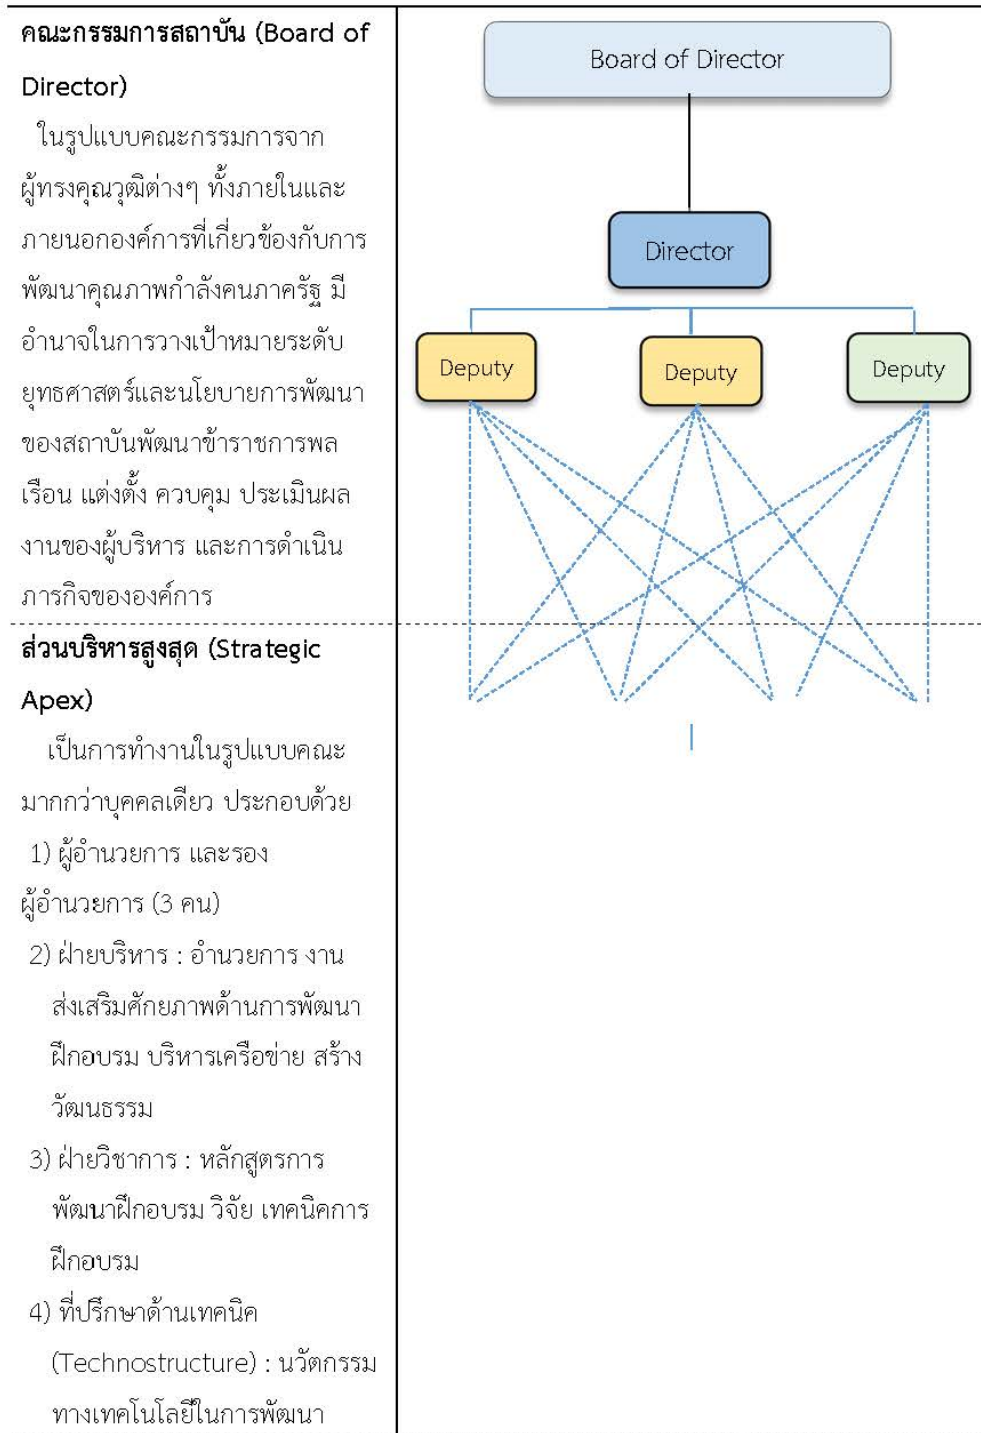 คณะกรรมการสถาบัน (Board of
Director)
ในรูปแบบคณะกรรมการจาก
ผู้ทรงคุณวุฒิต่างๆ ทั้งภายในและ
ภายนอกองค์การที่เกี่ยวข้องกับการ
พัฒนาคุณภาพกำลังคนภาครัฐ มี
อำนาจในการวางเป้าหมายระดับ
ยุทธศาสตร์และนโยบายการพัฒนา
ของสถาบันพัฒนาข้าราชการพล
เรือน แต่งตั้ง ควบคุม ประเมินผล
งานของผู้บริหาร และการดำเนิน
ภารกิจขององค์การ
Board of Director
Director
Deputy
Deputy
Deputy
ส่วนบริหารสูงสุด (Strategic
Apex)
เป็นการทำงานในรูปแบบคณะ
มากกว่าบุคคลเดียว ประกอบด้วย
1) ผู้อำนวยการ และรอง
ผู้อำนวยการ (3 คน)
2) ฝ่ายบริหาร : อำนวยการ งาน
ส่งเสริมศักยภาพด้านการพัฒนา
ฝึกอบรม บริหารเครือข่าย สร้าง
วัฒนธรรม
3) ฝ่ายวิชาการ : หลักสูตรการ
พัฒนาฝึกอบรม วิจัย เทคนิคการ
ฝึกอบรม
4) ที่ปรึกษาด้านเทคนิค
(Technostructure) : นวัตกรรม
ทางเทคโนโลยีในการพัฒนา